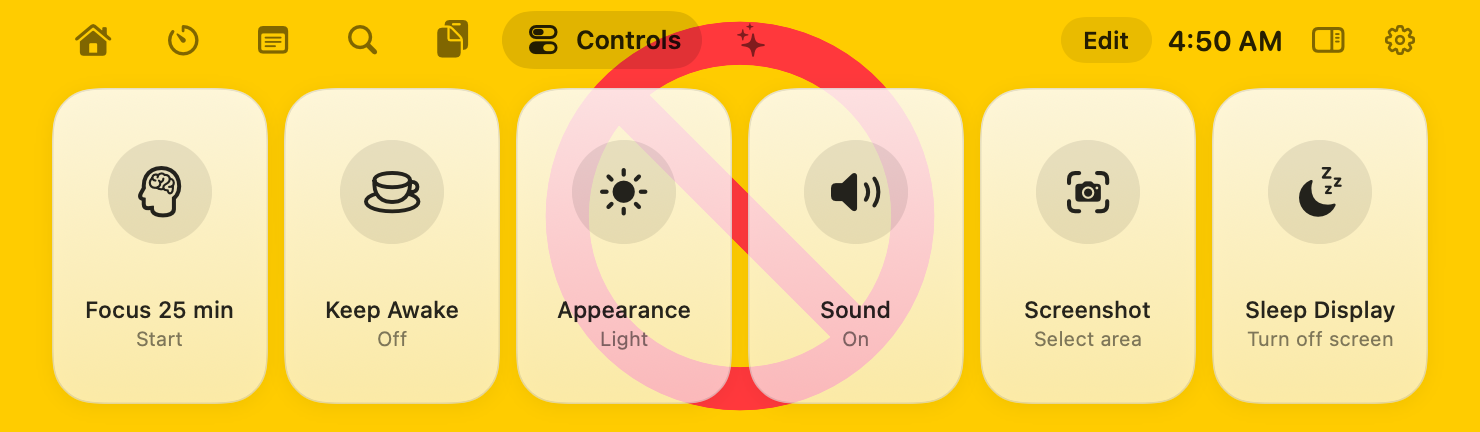 Controls
Edit
4:50 AM
Focus 25 min
Start
Keep Awake
Off
Appearance
Light
Sound
On
Screenshot
Select area
Sleep Display
Turn off screen